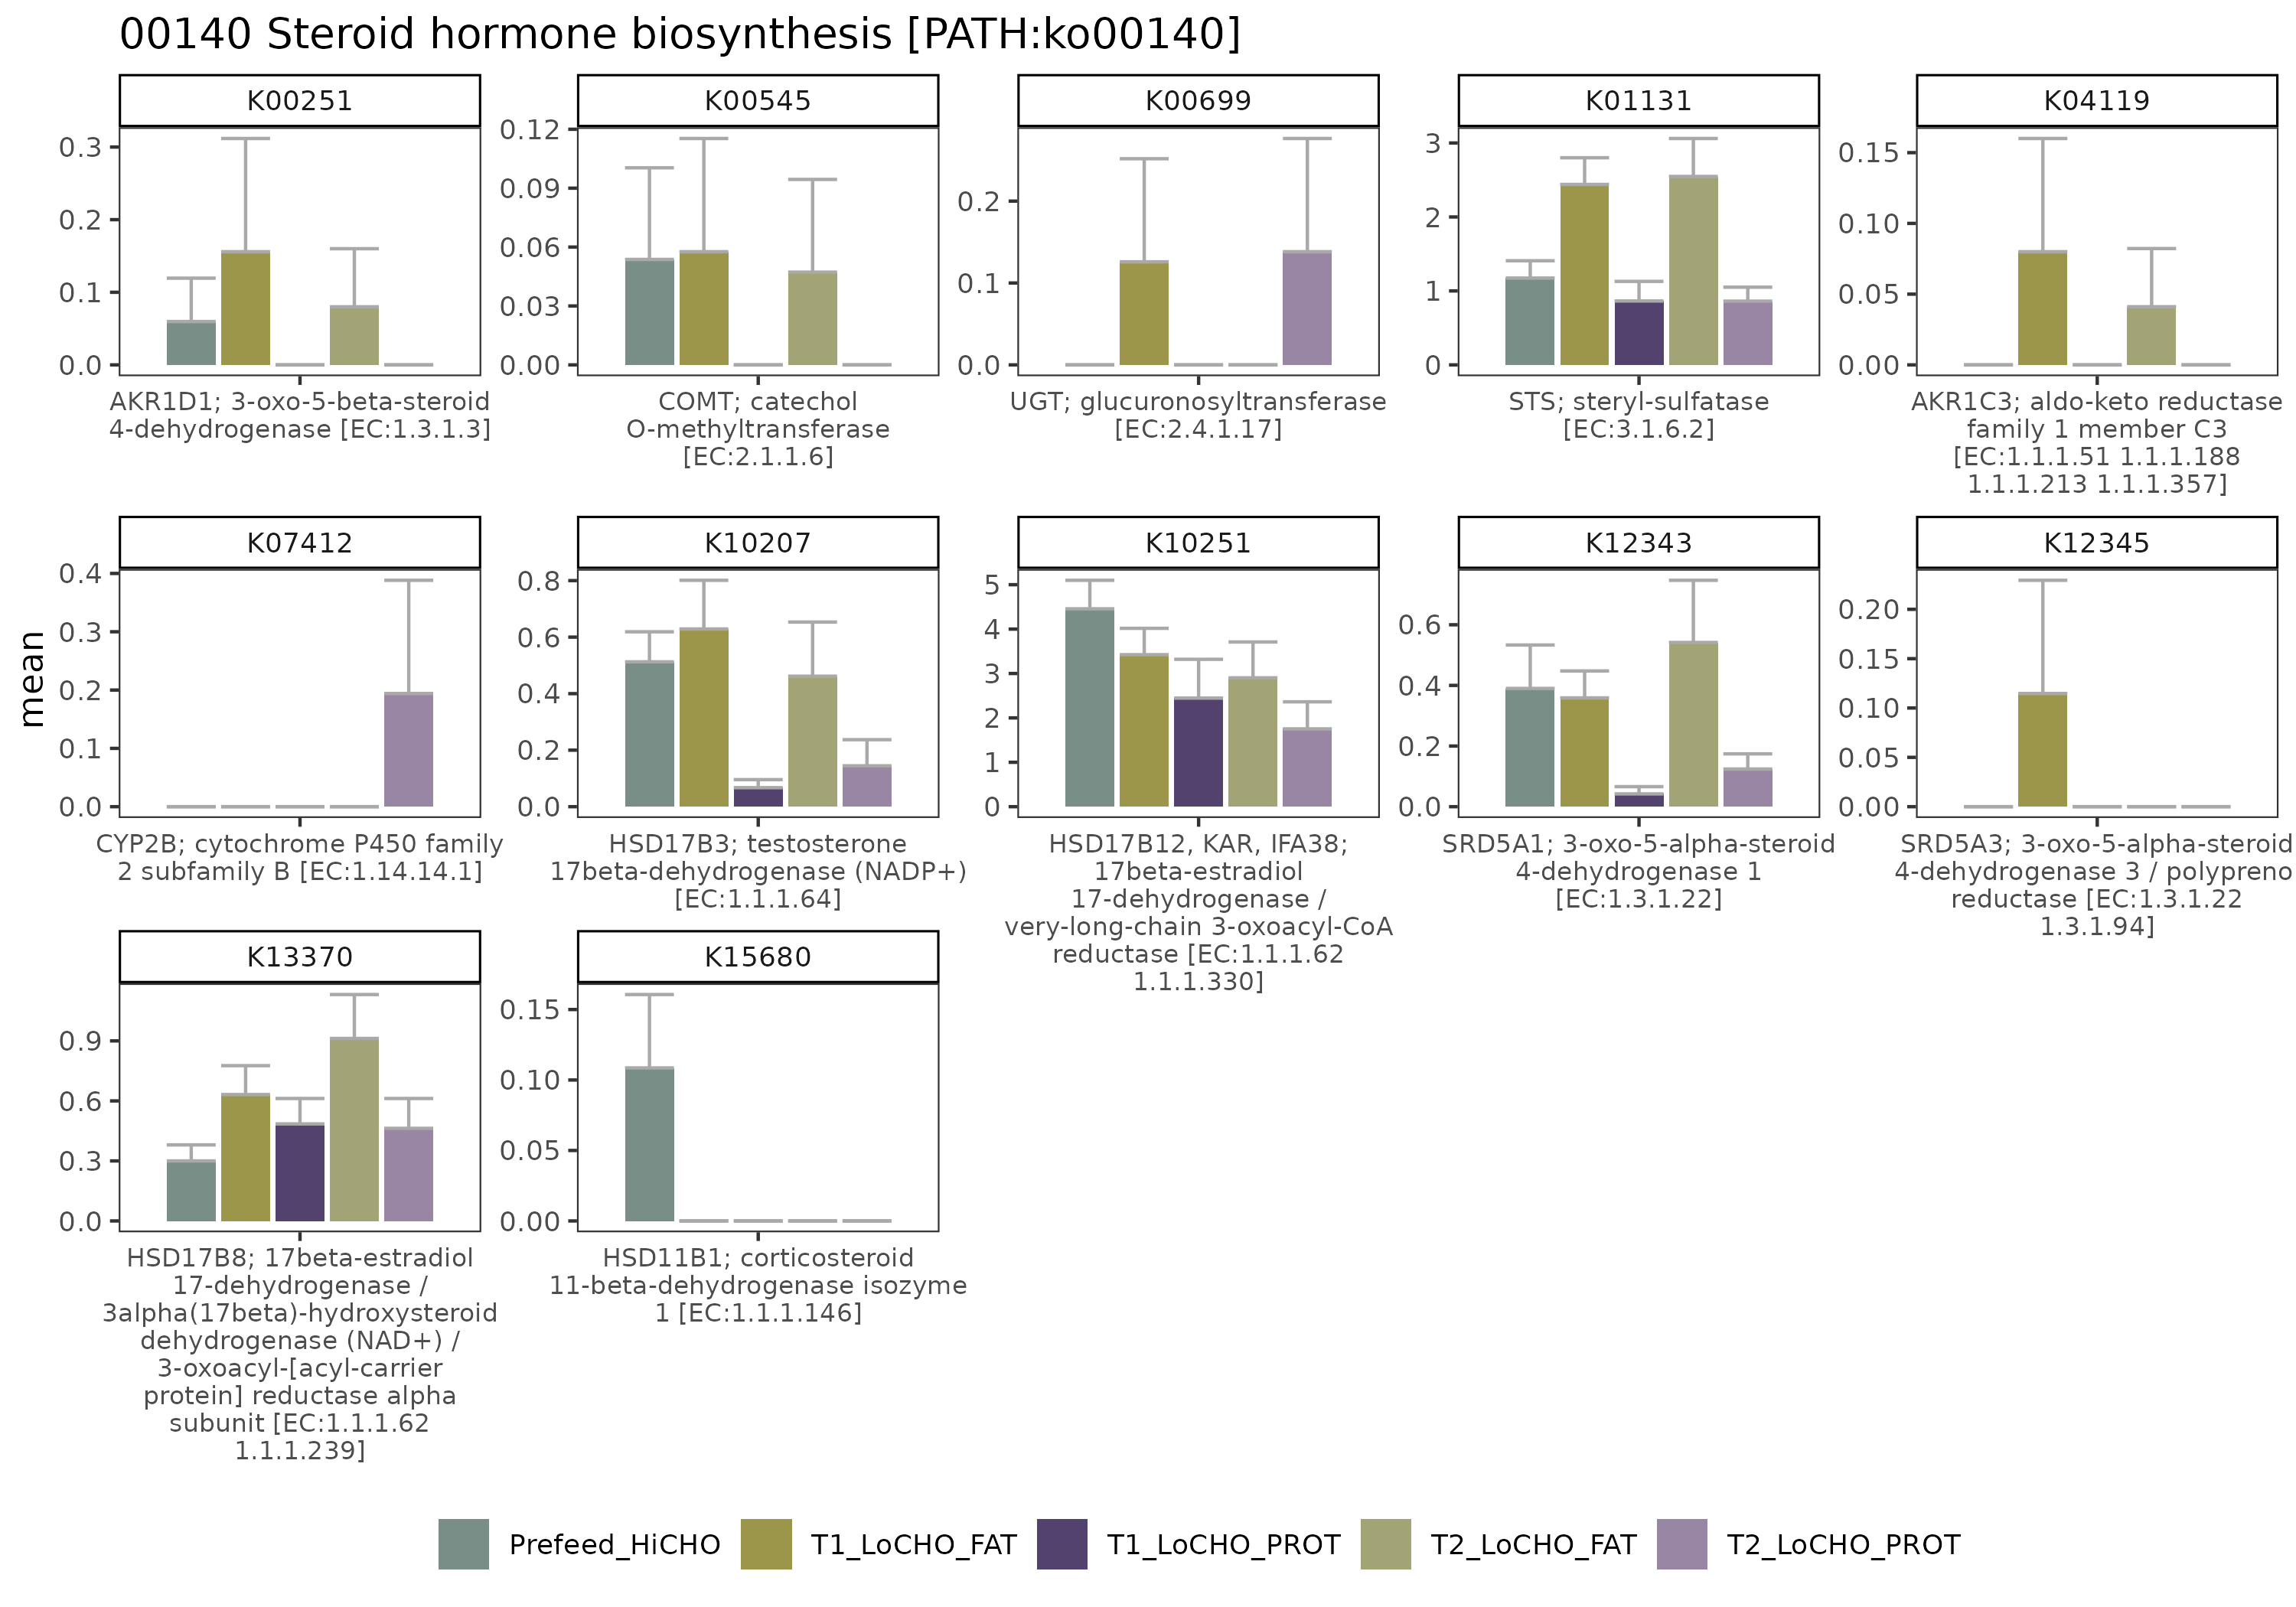 00140 Steroid hormone biosynthesis [PATH:ko00140]
K00251
K00545
K00699
K01131
K04119
0.3
0.2
0.1
0.0
0.12
0.09
0.06
0.03
0.00
0.2
0.1
0.0
3
2
1
0
0.15
0.10
0.05
0.00
AKR1D1; 3-oxo-5-beta-steroid
4-dehydrogenase [EC:1.3.1.3]
COMT; catechol
O-methyltransferase
[EC:2.1.1.6]
UGT; glucuronosyltransferase
[EC:2.4.1.17]
STS; steryl-sulfatase
[EC:3.1.6.2]
AKR1C3; aldo-keto reductase
family 1 member C3
[EC:1.1.1.51 1.1.1.188
1.1.1.213 1.1.1.357]
mean
K07412
K10207
K10251
K12343
K12345
0.4
0.3
0.2
0.1
0.0
0.8
0.6
0.4
0.2
0.0
5
4
3
2
1
0
0.6
0.4
0.2
0.0
0.20
0.15
0.10
0.05
0.00
CYP2B; cytochrome P450 family
2 subfamily B [EC:1.14.14.1]
HSD17B3; testosterone
17beta-dehydrogenase (NADP+)
[EC:1.1.1.64]
HSD17B12, KAR, IFA38;
17beta-estradiol
17-dehydrogenase /
very-long-chain 3-oxoacyl-CoA
reductase [EC:1.1.1.62
1.1.1.330]
SRD5A1; 3-oxo-5-alpha-steroid
4-dehydrogenase 1
[EC:1.3.1.22]
SRD5A3; 3-oxo-5-alpha-steroid
4-dehydrogenase 3 / polypreno
reductase [EC:1.3.1.22
1.3.1.94]
K13370
K15680
0.9
0.6
0.3
0.0
0.15
0.10
0.05
0.00
HSD17B8; 17beta-estradiol
17-dehydrogenase /
3alpha(17beta)-hydroxysteroid
dehydrogenase (NAD+) /
3-oxoacyl-[acyl-carrier
protein] reductase alpha
subunit [EC:1.1.1.62
1.1.1.239]
HSD11B1; corticosteroid
11-beta-dehydrogenase isozyme
1 [EC:1.1.1.146]
Prefeed_HiCHO
T1_LoCHO_FAT
T1_LoCHO_PROT
T2_LoCHO_FAT
T2_LoCHO_PROT